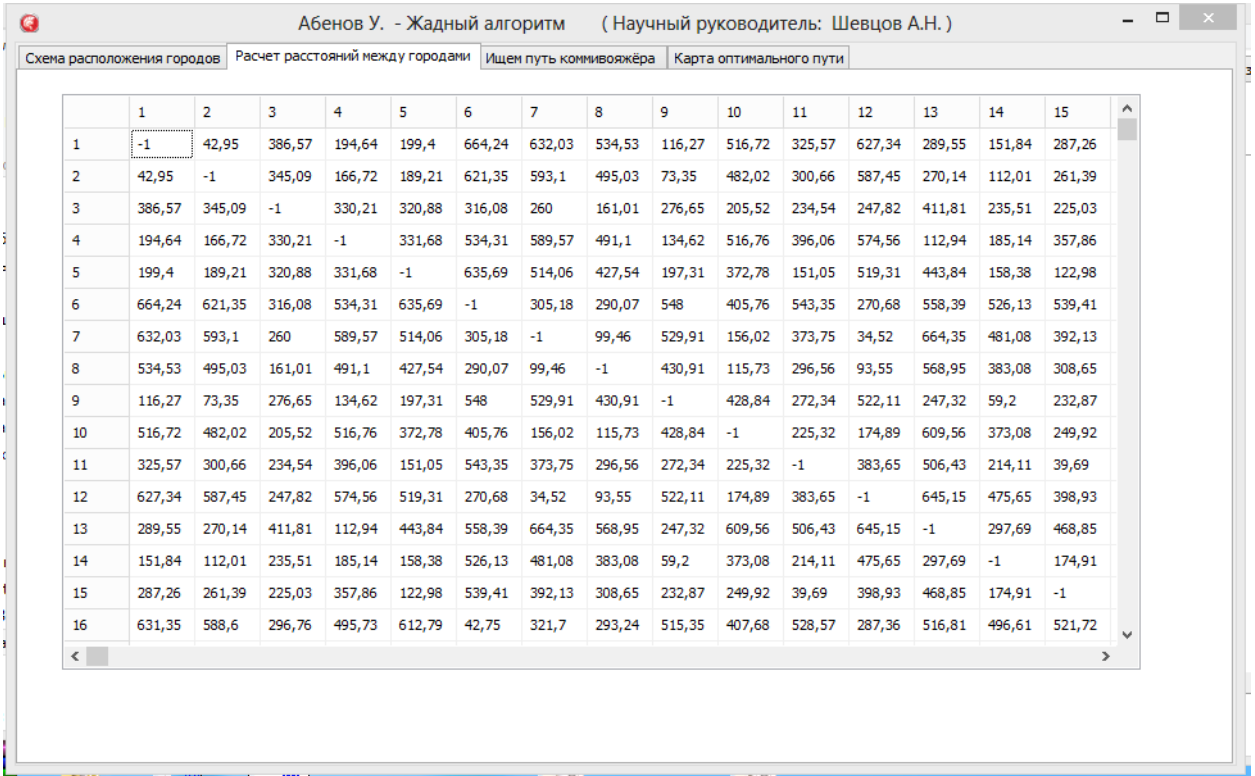 Абенов У. - Жадный алгоритм ( Научный руководитель: Шевцов А.Н. )
Схема расположения городов Расчет расстояний между городами Ищем путь коммивояжёра Карта оптимального пути
1 2 3 4 5 6 7 8 9 10 11 12 13 14 15
1 -1 42,95 386,57 194,64 199,4 664,24 632,03 534,53 116,27 516,72 325,57 627,34 289,55 151,84 287,26
2 42,95 -1 345,09 166,72 189,21 621,35 593,1 495,03 73,35 482,02 300,66 587,45 270,14 112,01 261,39
3 386,57 345,09 -1 330,21 320,88 316,08 260 161,01 276,65 205,52 234,54 247,82 411,81 235,51 225,03
4 194,64 166,72 330,21 -1 331,68 534,31 589,57 491,1 134,62 516,76 396,06 574,56 112,94 185,14 357,86
5 199,4 189,21 320,88 331,68 -1 635,69 514,06 427,54 197,31 372,78 151,05 519,31 443,84 158,38 122,98
6 664,24 621,35 316,08 534,31 635,69 -1 305,18 290,07 548 405,76 543,35 270,68 558,39 526,13 539,41
7 632,03 593,1 260 589,57 514,06 305,18 -1 99,46 529,91 156,02 373,75 34,52 664,35 481,08 392,13
8 534,53 495,03 161,01 491,1 427,54 290,07 99,46 -1 430,91 115,73 296,56 93,55 568,95 383,08 308,65
9 116,27 73,35 276,65 134,62 197,31 548 529,91 430,91 -1 428,84 272,34 522,11 247,32 59,2 232,87
10 516,72 482,02 205,52 516,76 372,78 405,76 156,02 115,73 428,84 -1 225,32 174,89 609,56 373,08 249,92
11 325,57 300,66 234,54 396,06 151,05 543,35 373,75 296,56 272,34 225,32 -1 383,65 506,43 214,11 39,69
12 627,34 587,45 247,82 574,56 519,31 270,68 34,52 93,55 522,11 174,89 383,65 -1 645,15 475,65 398,93
13 289,55 270,14 411,81 112,94 443,84 558,39 664,35 568,95 247,32 609,56 506,43 645,15 -1 297,69 468,85
14 151,84 112,01 235,51 185,14 158,38 526,13 481,08 383,08 59,2 373,08 214,11 475,65 297,69 -1 174,91
15 287,26 261,39 225,03 357,86 122,98 539,41 392,13 308,65 232,87 249,92 39,69 398,93 468,85 174,91 -1
16 631,35 588,6 296,76 495,73 612,79 42,75 321,7 293,24 515,35 407,68 528,57 287,36 516,81 496,61 521,72